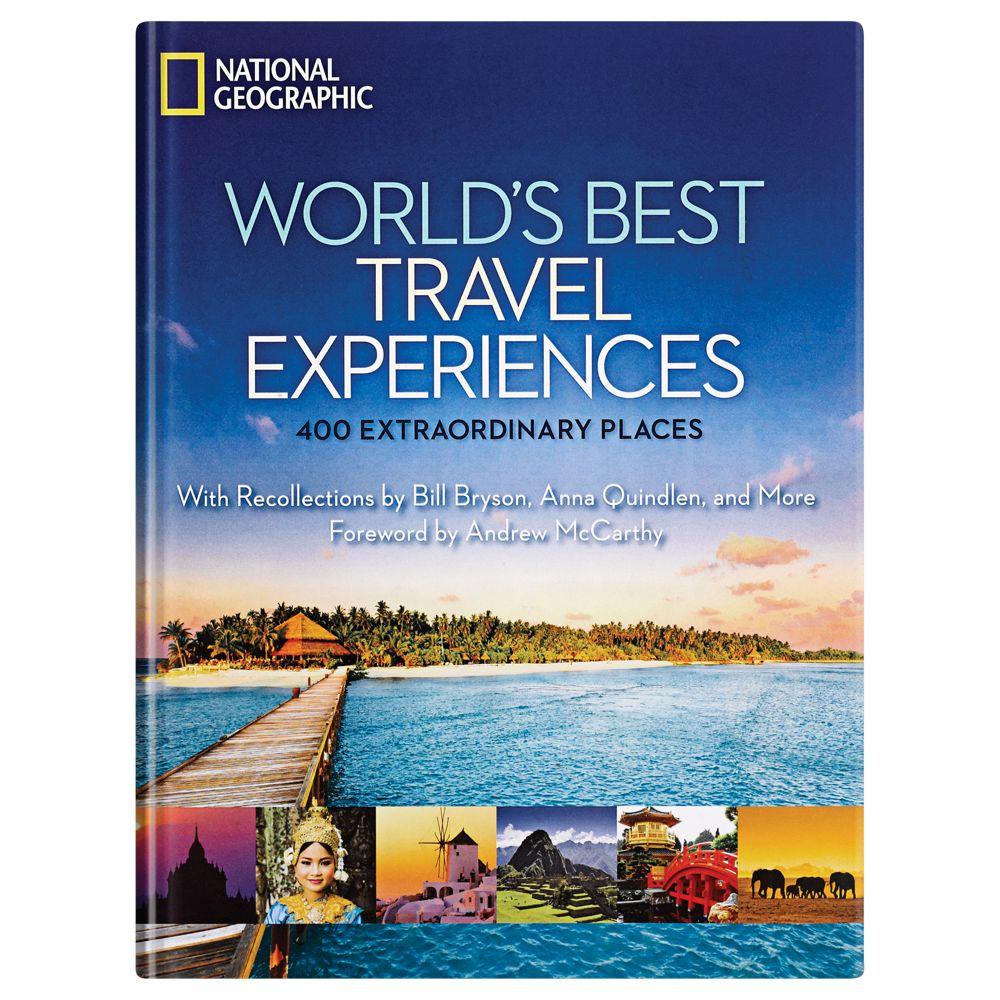 NATIONAL
GEOGRAPHIC
WORLD'S BEST
TRAVEL
EXPERIENCES
400 EXTRAORDINARY PLACES
With Recollections by Bill Bryson, Anna Quindlen, and More
Foreword by Andrew McCarthy